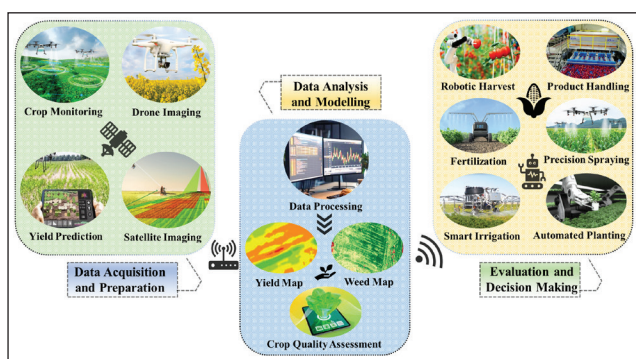 Crop Monitoring
Drone Imaging
Yield Prediction
Satellite Imaging
Data Acquisition
and Preparation
Data Analysis
and Modelling
Data Processing
Yield Map
Weed Map
Crop Quality Assessment
Robotic Harvest
Product Handling
Fertilization
Precision Spraying
Smart Irrigation
Automated Planting
Evaluation and
Decision Making